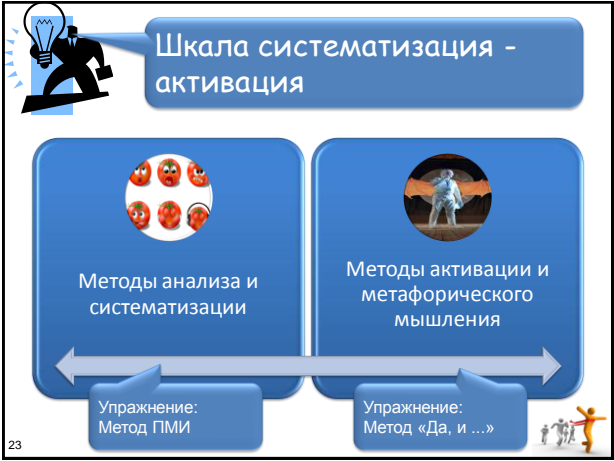 Шкала систематизация -
активация
Методы анализа и
систематизации
Методы активации и
метафорического
мышления
Упражнение:
Метод ПМИ
Упражнение:
Метод «Да, и ...»
23